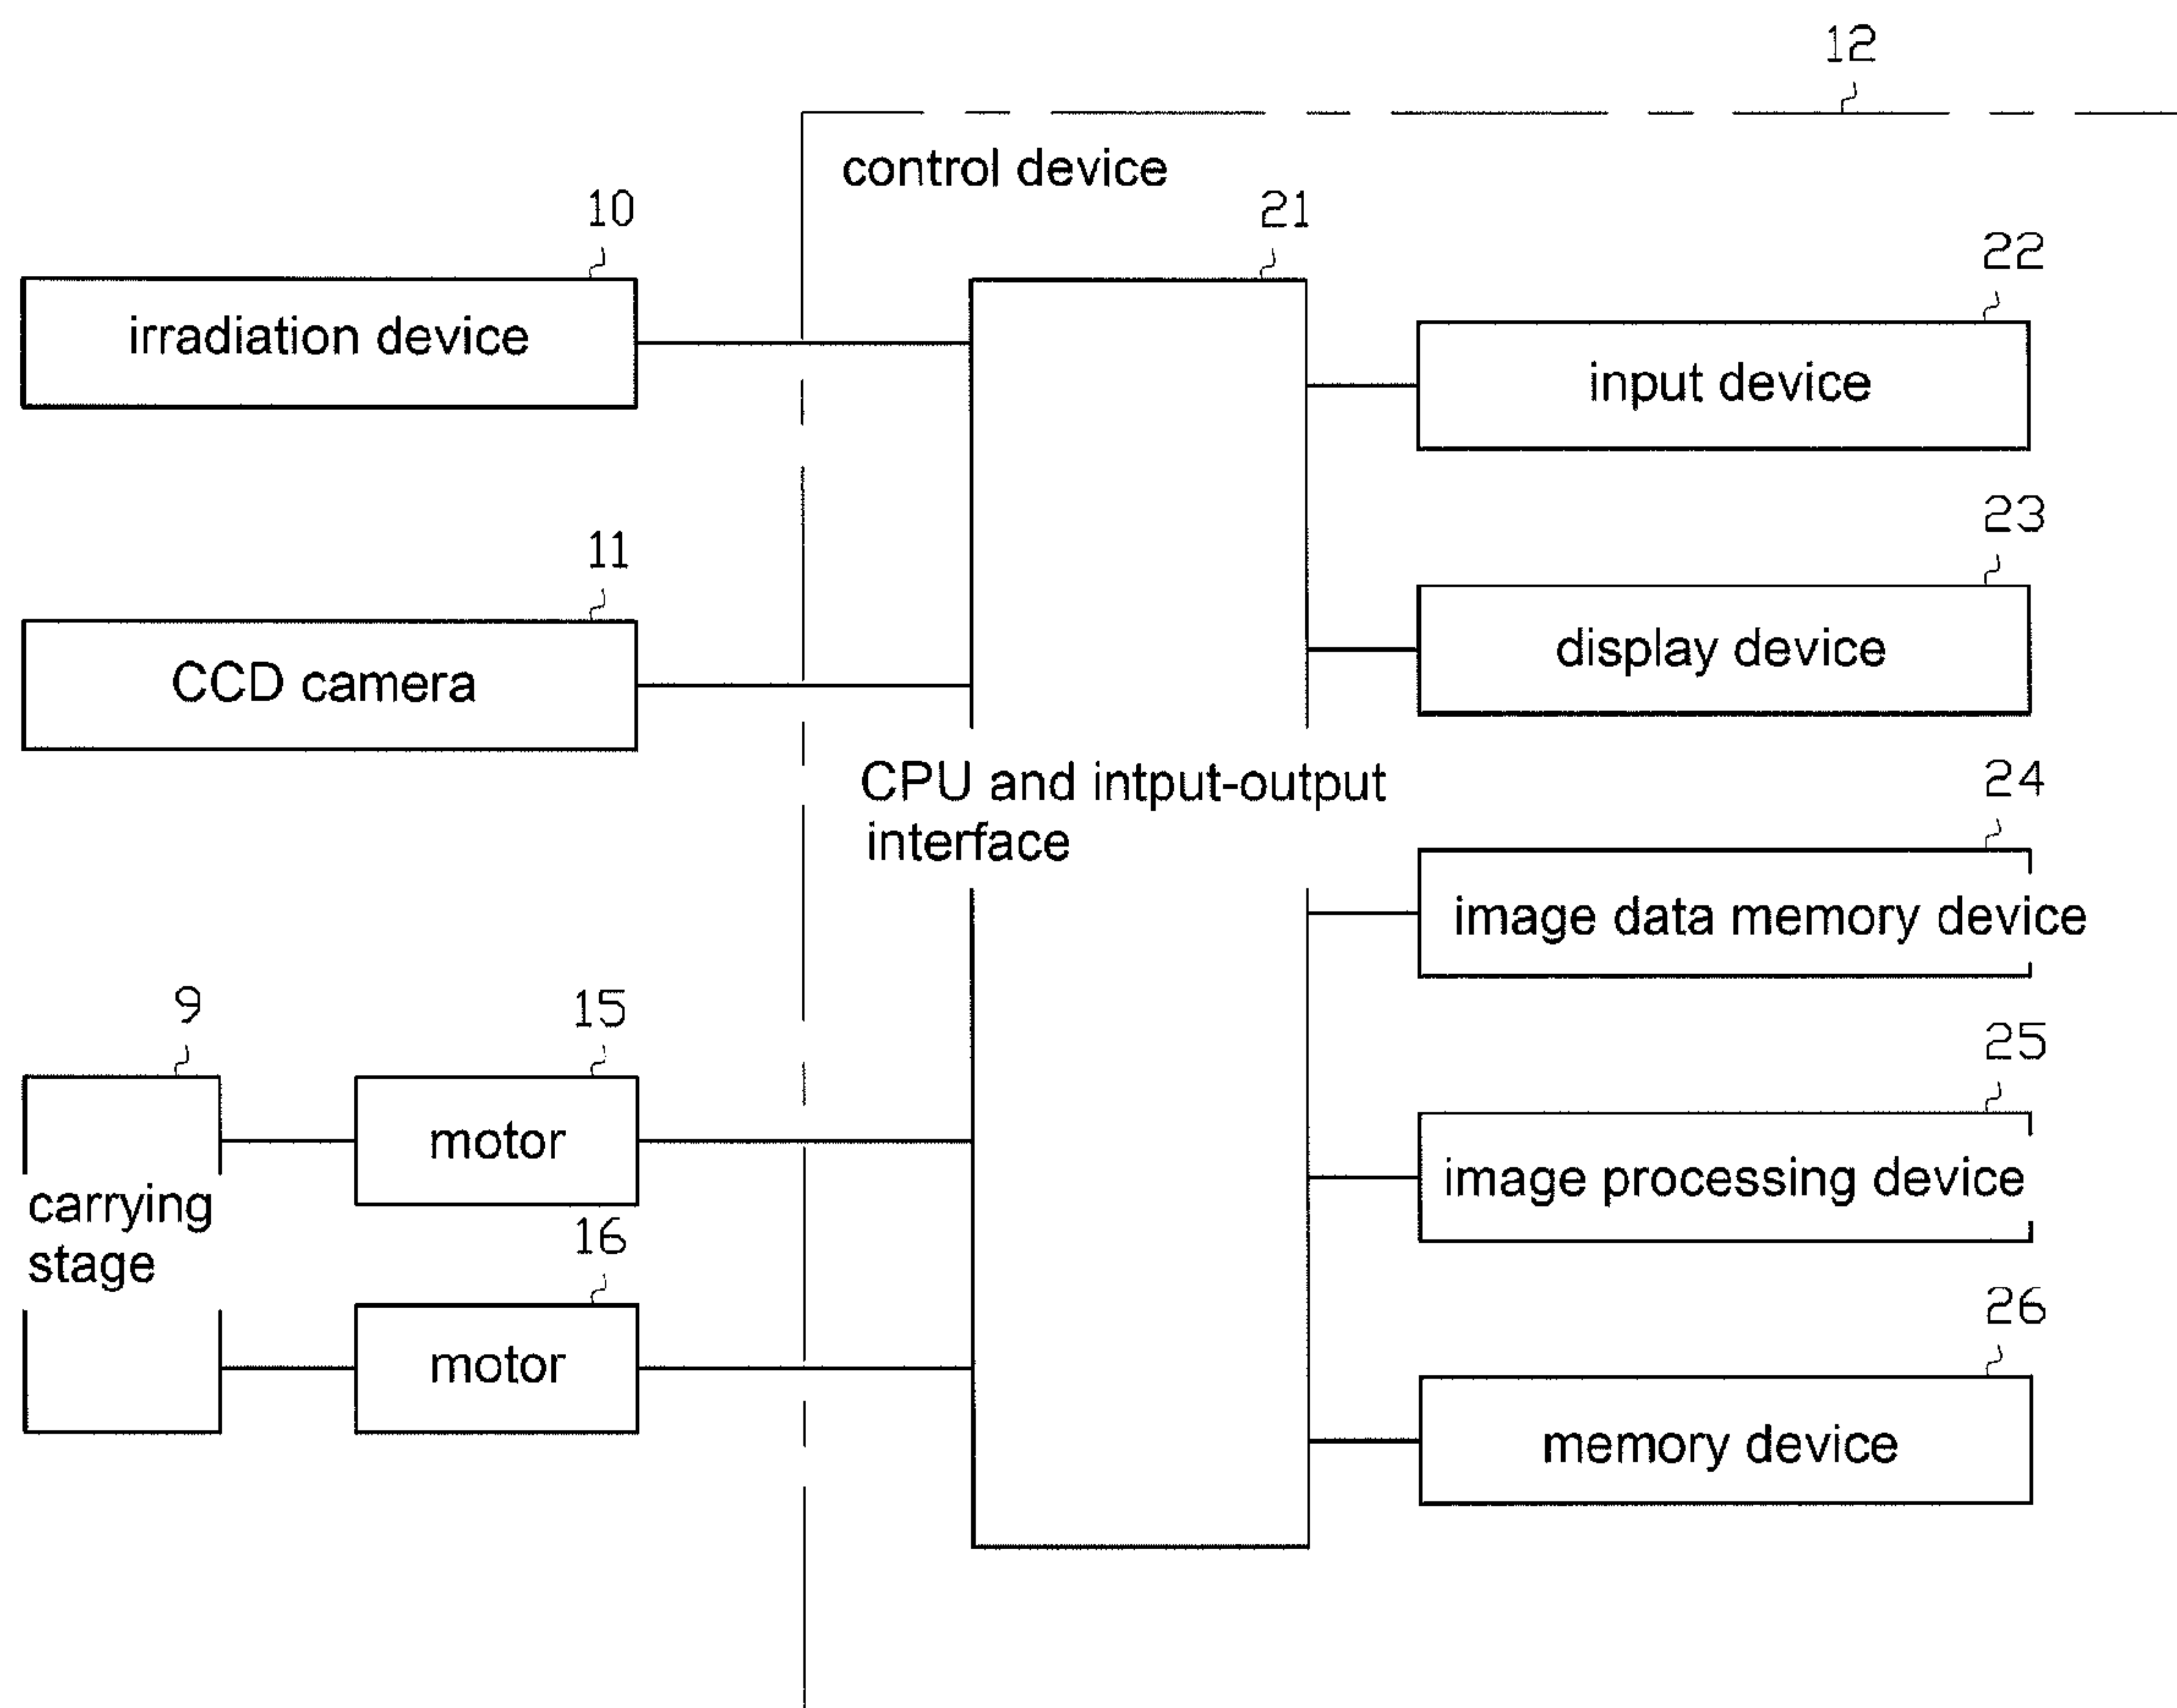 12
control device
10
21
22
irradiation device
input device
23
11
display device
CCD camera
24
CPU and intput-output
interface
image data memory device
9
15
25
motor
image processing device
carrying
stage
16
26
motor
memory device